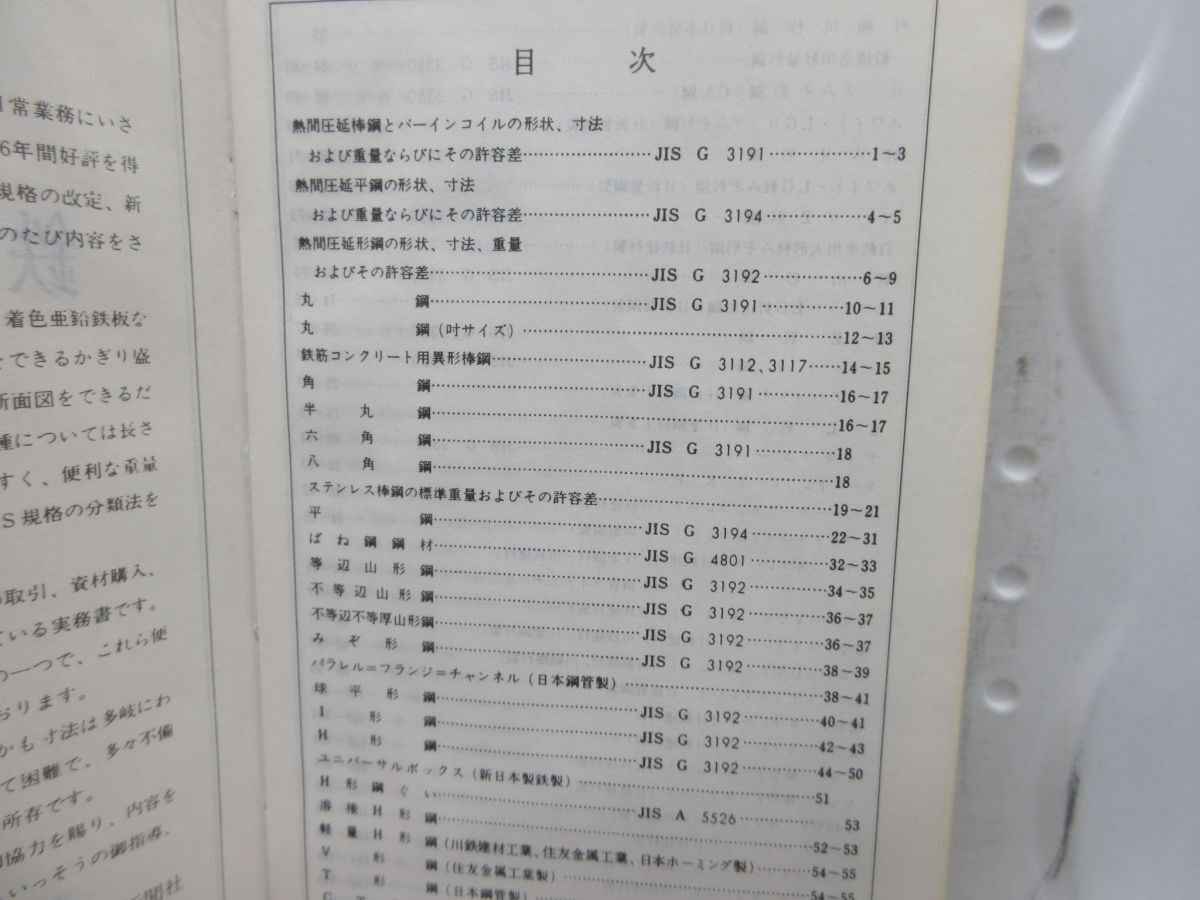 目次
熱間圧延棒鋼とバーインコイルの形状、寸法
および重量ならびにその許容差……………JIS G 3191…………1~3
熱間圧延平鋼の形状、寸法
および重量ならびにその許容差……………JIS G 3194…………4~5
熱間圧延形鋼の形状、寸法、重量
およびその許容差……………JIS G 3192…………6~9
丸鋼……………JIS G 3191…………10~11
丸鋼(吋サイズ)……………12~13
鉄筋コンクリート用異形棒鋼……………JIS G 3112、3117……14~15
角鋼……………JIS G 3191…………16~17
半丸鋼……………16~17
六角鋼……………JIS G 3191…………18
八角鋼……………18
ステンレス棒鋼の標準重量およびその許容差……………19~21
平鋼……………JIS G 3194…………22~31
ばね鋼鋼材……………JIS G 4801…………32~33
等辺山形鋼……………JIS G 3192…………34~35
不等辺山形鋼……………JIS G 3192…………36~37
不等辺不等厚山形鋼……………JIS G 3192…………36~37
みぞ形鋼……………JIS G 3192…………38~39
パラレル=フランジ=チャンネル(日本鋼管製)……………38~41
球平形鋼……………JIS G 3192…………40~41
I形鋼……………JIS G 3192…………42~43
H形鋼……………JIS G 3192…………44~50
ユニバーサルボックス(新日本製鉄製)……………51
H形鋼ぐい……………JIS A 5526…………53
溶接H形鋼……………52~53
軽量H形鋼(川鉄建材工業、住友金属工業、日本ホーミング製)……54~55
V形鋼(住友金属工業製)……………54~55
T形鋼(日本鋼管製)
常業務にいさ
6年間好評を得
規格の改定、新
のたび内容をさ
着色亜鉛鉄板な
をできるかぎり盛
断面図をできるだ
種については長さ
すく、便利な重量
S規格の分類法を
取引、資材購入、
ている実務書です。
の一つで、これら便
おります。
かも寸法は多岐にわ
て困難で、多々不備
所存です。
協力を賜り、内容を
いっそうの御指導。
聞社